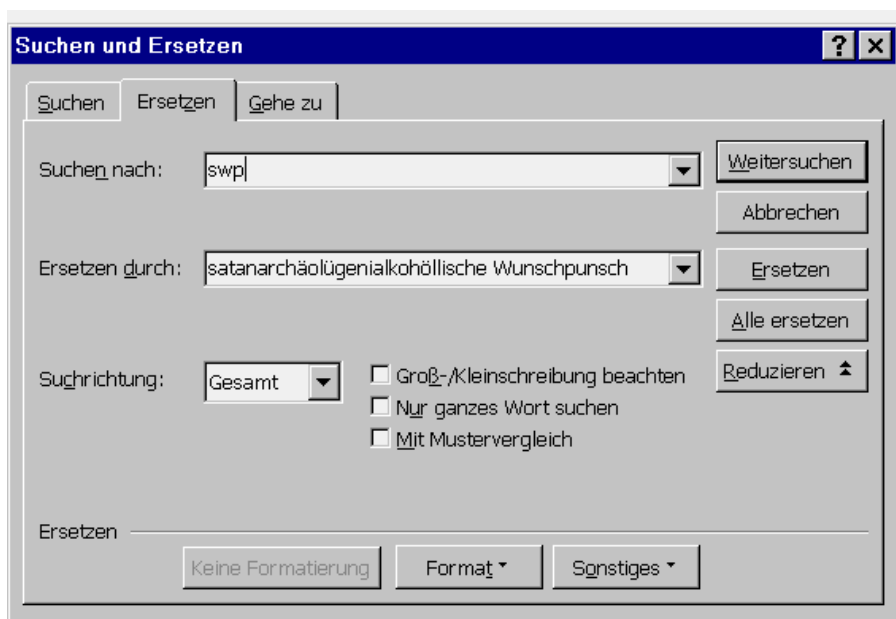 Suchen und Ersetzen
Suchen Ersetzen Gehe zu
Suchen nach: swp Weitersuchen
Abbrechen
Ersetzen durch: satanarchäolügenialkohöllische Wunschpunsch Ersetzen
Alle ersetzen
Suchrichtung: Gesamt Groß-/Kleinschreibung beachten Reduzieren
Nur ganzes Wort suchen
Mit Mustervergleich
Ersetzen
Keine Formatierung Format Sonstiges